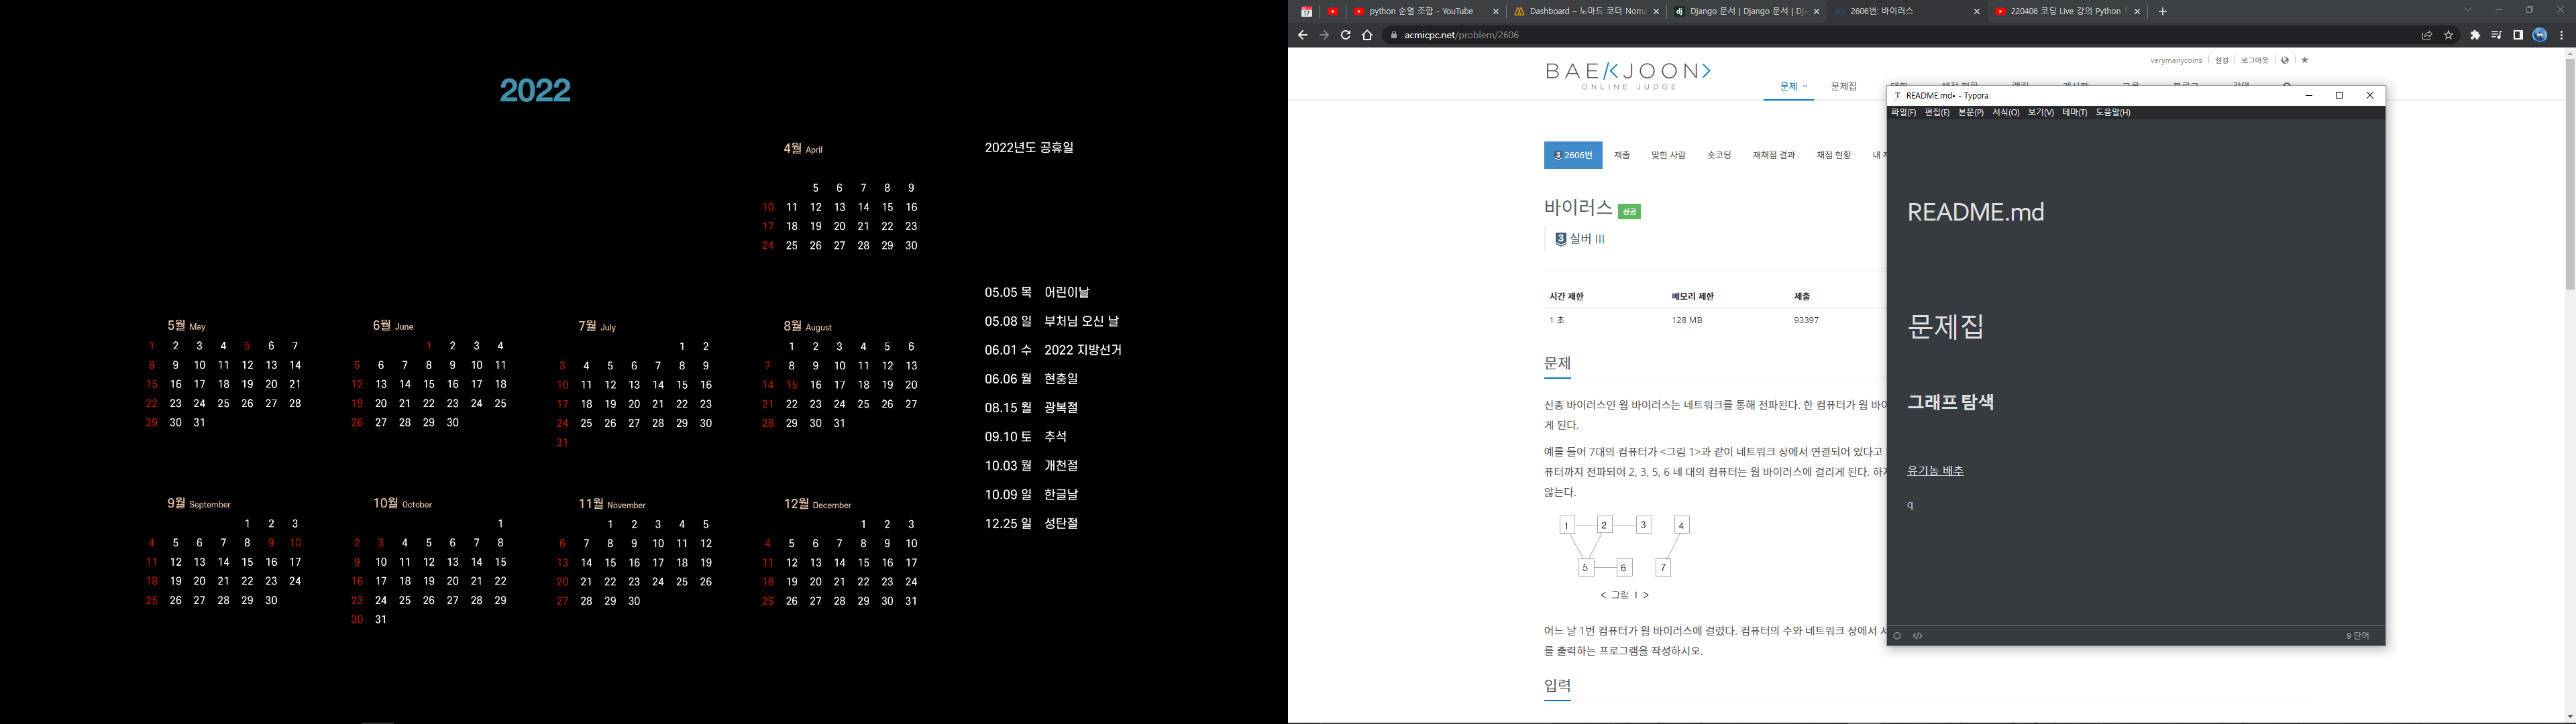 2022
4월 April
5 6 7 8 9
10 11 12 13 14 15 16
17 18 19 20 21 22 23
24 25 26 27 28 29 30
5월 May
1 2 3 4 5 6 7
8 9 10 11 12 13 14
15 16 17 18 19 20 21
22 23 24 25 26 27 28
29 30 31
6월 June
1 2 3 4
5 6 7 8 9 10 11
12 13 14 15 16 17 18
19 20 21 22 23 24 25
26 27 28 29 30
7월 July
1 2
3 4 5 6 7 8 9
10 11 12 13 14 15 16
17 18 19 20 21 22 23
24 25 26 27 28 29 30
31
8월 August
1 2 3 4 5 6
7 8 9 10 11 12 13
14 15 16 17 18 19 20
21 22 23 24 25 26 27
28 29 30 31
9월 September
1 2 3
4 5 6 7 8 9 10
11 12 13 14 15 16 17
18 19 20 21 22 23 24
25 26 27 28 29 30
10월 October
1
2 3 4 5 6 7 8
9 10 11 12 13 14 15
16 17 18 19 20 21 22
23 24 25 26 27 28 29
30 31
11월 November
1 2 3 4 5
6 7 8 9 10 11 12
13 14 15 16 17 18 19
20 21 22 23 24 25 26
27 28 29 30
12월 December
1 2 3
4 5 6 7 8 9 10
11 12 13 14 15 16 17
18 19 20 21 22 23 24
25 26 27 28 29 30 31
2022년도 공휴일
05.05 목 어린이날
05.08 일 부처님 오신 날
06.01 수 2022 지방선거
06.06 월 현충일
08.15 월 광복절
09.10 토 추석
10.03 월 개천절
10.09 일 한글날
12.25 일 성탄절
17
python 순열 조합 - YouTube
Dashboard – 노마드 코더 Noma
dj Django 문서 | Django 문서 | Dj
2606번: 바이러스
220406 코딩 Live 강의 Python
acmicpc.net/problem/2606
verymanycoins 설정 로그아웃
BAEKJOON
ONLINE JUDGE
문제 문제집
3 2606번 제출 맞힌 사람 숏코딩 재채점 결과 채점 현황 내
바이러스 성공
3 실버 III
시간 제한 메모리 제한 제출
1 초 128 MB 93397
문제
신종 바이러스인 웜 바이러스는 네트워크를 통해 전파된다. 한 컴퓨터가 웜 바이
게 된다.
예를 들어 7대의 컴퓨터가 <그림 1>과 같이 네트워크 상에서 연결되어 있다고
퓨터까지 전파되어 2, 3, 5, 6 네 대의 컴퓨터는 웜 바이러스에 걸리게 된다. 하지
않는다.
1 2 3 4
5 6 7
< 그림 1 >
어느 날 1번 컴퓨터가 웜 바이러스에 걸렸다. 컴퓨터의 수와 네트워크 상에서 서
를 출력하는 프로그램을 작성하시오.
입력
T README.md• - Typora
파일(F) 편집(E) 본문(P) 서식(O) 보기(V) 테마(T) 도움말(H)
README.md
문제집
그래프 탐색
유기농 배추
q
</> 9 단어